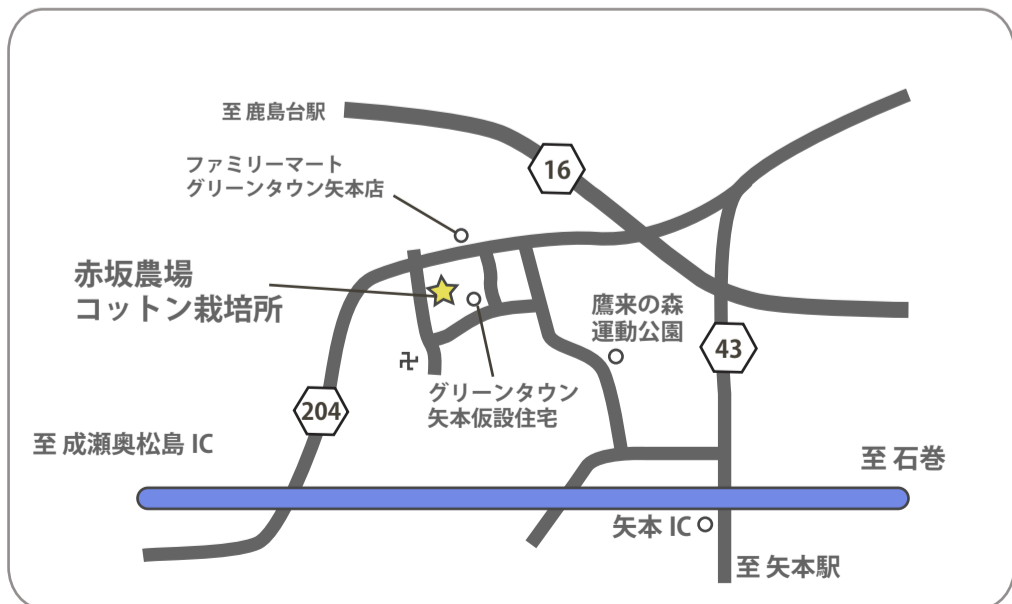 至 鹿島台駅
16
ファミリーマート
グリーンタウン矢本店
赤坂農場
コットン栽培所
鷹来の森
運動公園
43
卍
グリーンタウン
矢本仮設住宅
204
至 成瀬奥松島 IC
至 石巻
矢本 IC
至 矢本駅